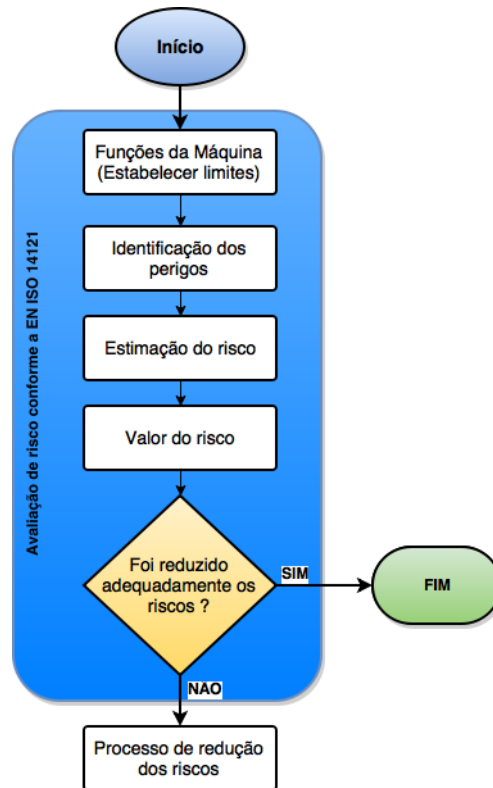 Início
Avaliação de risco conforme a EN ISO 14121
Funções da Máquina
(Estabelecer limites)
Identificação dos
perigos
Estimação do risco
Valor do risco
Foi reduzido
adequadamente os
riscos ?
SIM
FIM
NAO
Processo de redução
dos riscos